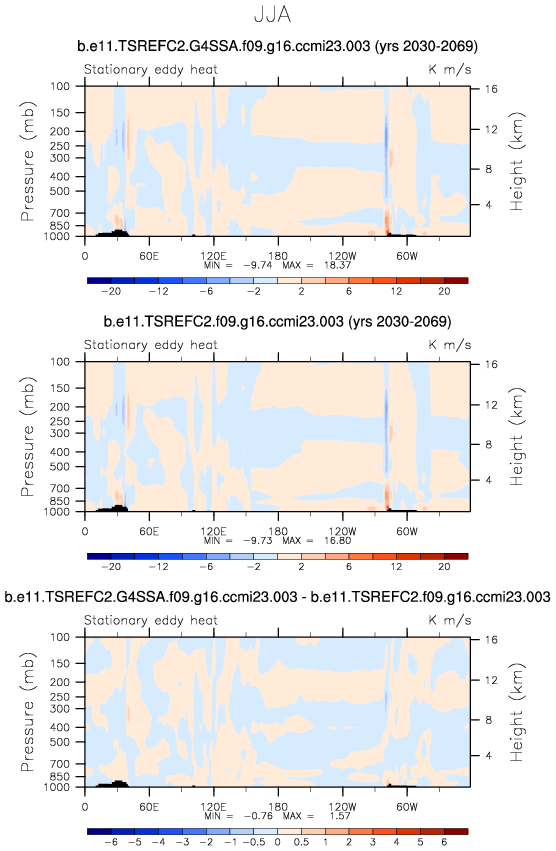 JJA
b.e11.TSREFC2.G4SSA.f09.g16.ccmi23.003 (yrs 2030-2069)
Stationary eddy heat K m/s
Pressure (mb)
100
150
200
250
300
400
500
700
850
1000
16
12
8
4
Height (km)
0 60E 120E 180 120W 60W
MIN = -9.74 MAX = 18.37
-20 -12 -6 -2 2 6 12 20
b.e11.TSREFC2.f09.g16.ccmi23.003 (yrs 2030-2069)
Stationary eddy heat K m/s
Pressure (mb)
100
150
200
250
300
400
500
700
850
1000
16
12
8
4
Height (km)
0 60E 120E 180 120W 60W
MIN = -9.73 MAX = 16.80
-20 -12 -6 -2 2 6 12 20
b.e11.TSREFC2.G4SSA.f09.g16.ccmi23.003 - b.e11.TSREFC2.f09.g16.ccmi23.003
Stationary eddy heat K m/s
Pressure (mb)
100
150
200
250
300
400
500
700
850
1000
16
12
8
4
Height (km)
0 60E 120E 180 120W 60W
MIN = -0.76 MAX = 1.57
-6 -5 -4 -3 -2 -1 -0.5 0 0.5 1 2 3 4 5 6